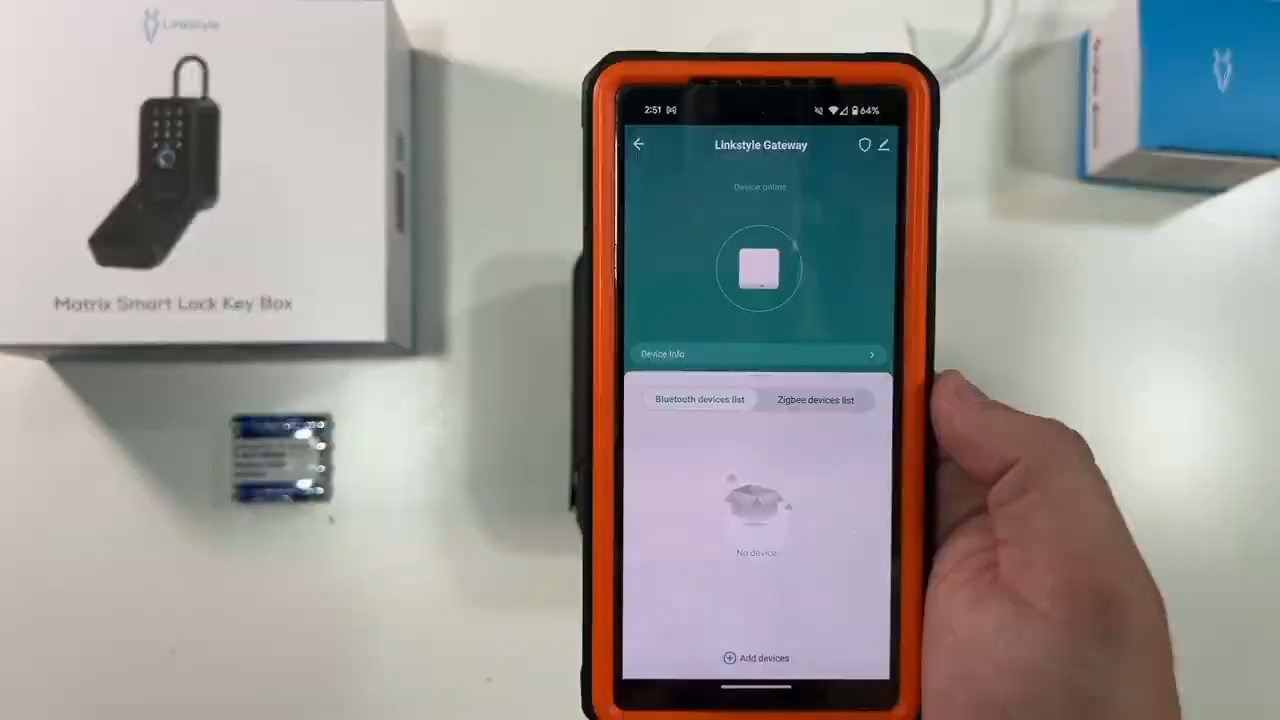 Linkstyle
Matrix Smart Lock Key Box
2:51
64%
Linkstyle Gateway
Device online
Device Info
Bluetooth devices list
Zigbee devices list
No device
Add devices